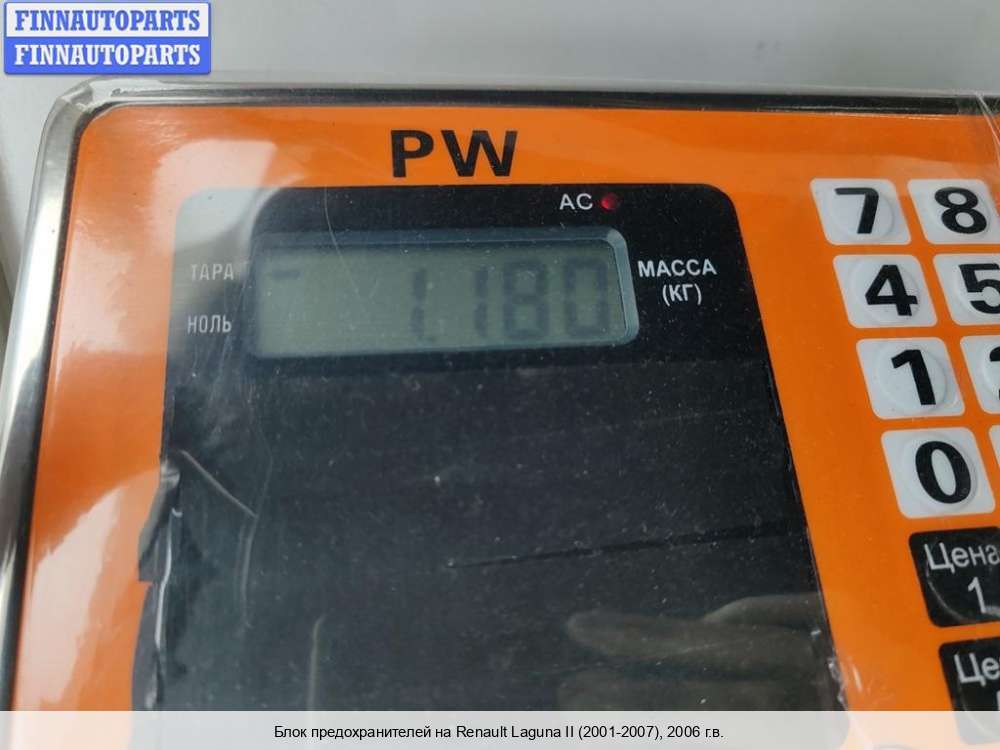 FINNAUTOPARTS
FINNAUTOPARTS
PW
AC
ТАРА
НОЛЬ
1.180
МАССА
(КГ)
7 8
4 5
1
0
Цена
1
Блок предохранителей на Renault Laguna II (2001-2007), 2006 г.в.